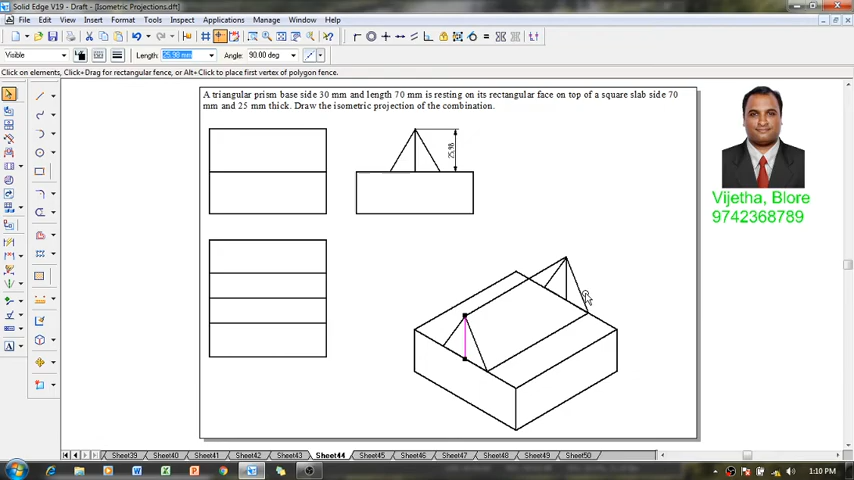 Solid Edge V19 - Draft - [Isometric Projections.dft]
File Edit View Insert Format Tools Inspect Applications Manage Window Help
Visible Length: 25.98 mm Angle: 90.00 deg
Click on elements, Click+Drag for rectangular fence, or Alt+Click to place first vertex of polygon fence.
A triangular prism base side 30 mm and length 70 mm is resting on its rectangular face on top of a square slab side 70
mm and 25 mm thick. Draw the isometric projection of the combination.
25,98
Vijetha, Blore
9742368789
Sheet39 Sheet40 Sheet41 Sheet42 Sheet43 Sheet44 Sheet45 Sheet46 Sheet47 Sheet48 Sheet49 Sheet50
1:10 PM